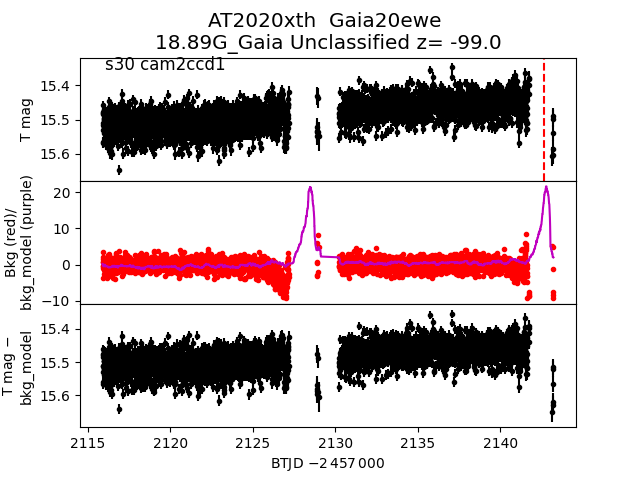 AT2020xth  Gaia20ewe
18.89G_Gaia Unclassified z= -99.0
s30 cam2ccd1
T mag
15.4
15.5
15.6
Bkg (red)/
bkg_model (purple)
20
10
0
−10
T mag −
bkg_model
15.4
15.5
15.6
2115 2120 2125 2130 2135 2140
BTJD −2 457 000